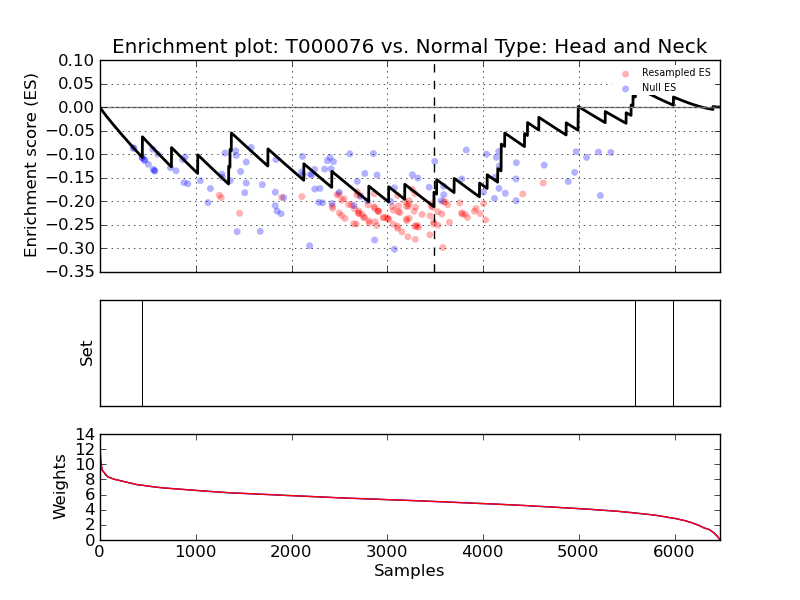 Enrichment plot: T000076 vs. Normal Type: Head and Neck
Enrichment score (ES)
0.10
0.05
0.00
−0.05
−0.10
−0.15
−0.20
−0.25
−0.30
−0.35
Resampled ES
Null ES
Set
Weights
14
12
10
8
6
4
2
0
0 1000 2000 3000 4000 5000 6000
Samples